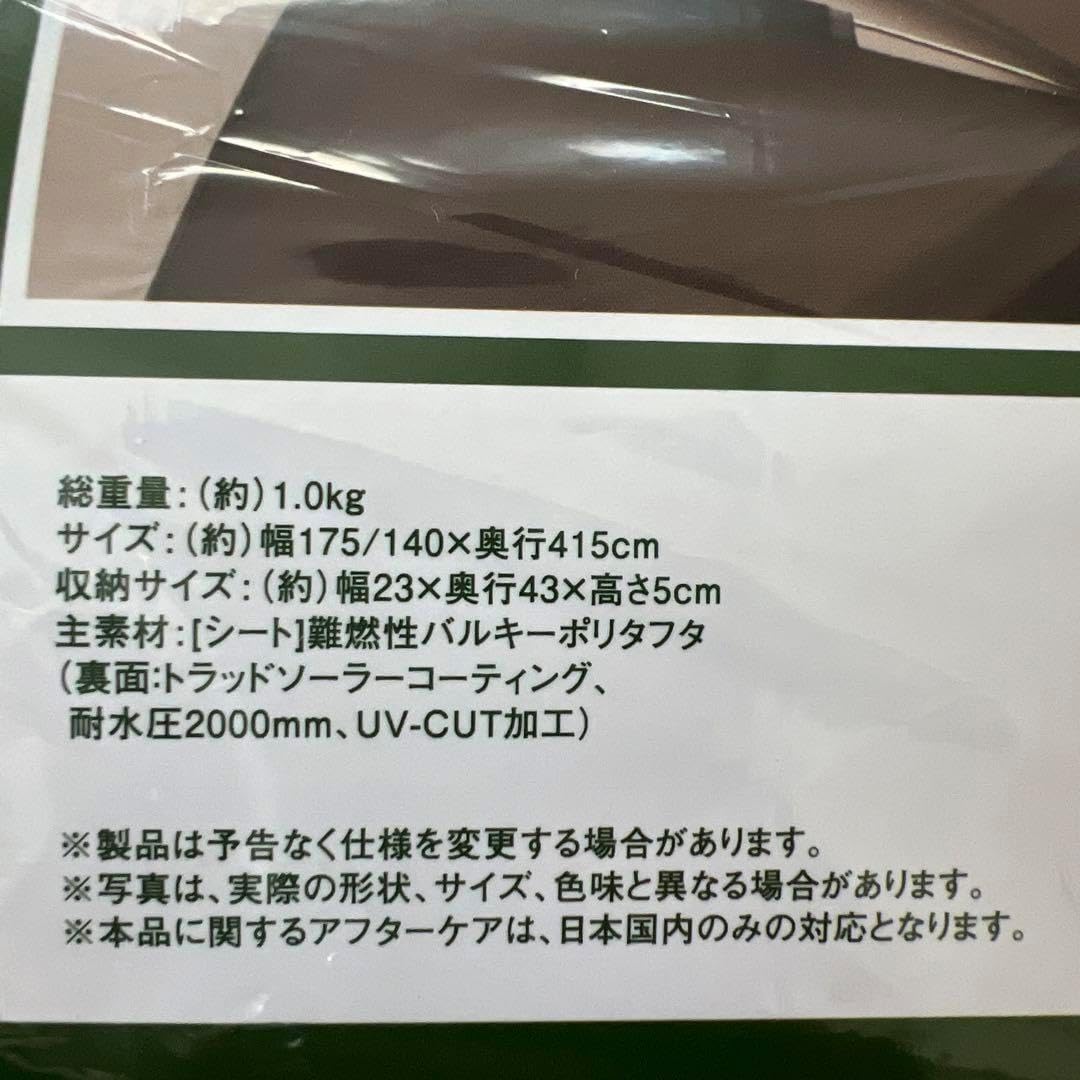 総重量：（約）1.0kg
サイズ：（約）幅175/140×奥行415cm
収納サイズ：（約）幅23×奥行43×高さ5cm
主素材：[シート]難燃性バルキーポリタフタ
（裏面：トラッドソーラーコーティング、
耐水圧2000mm、UV-CUT加工）
※製品は予告なく仕様を変更する場合があります。
※写真は、実際の形状、サイズ、色味と異なる場合があります。
※本品に関するアフターケアは、日本国内のみの対応となります。